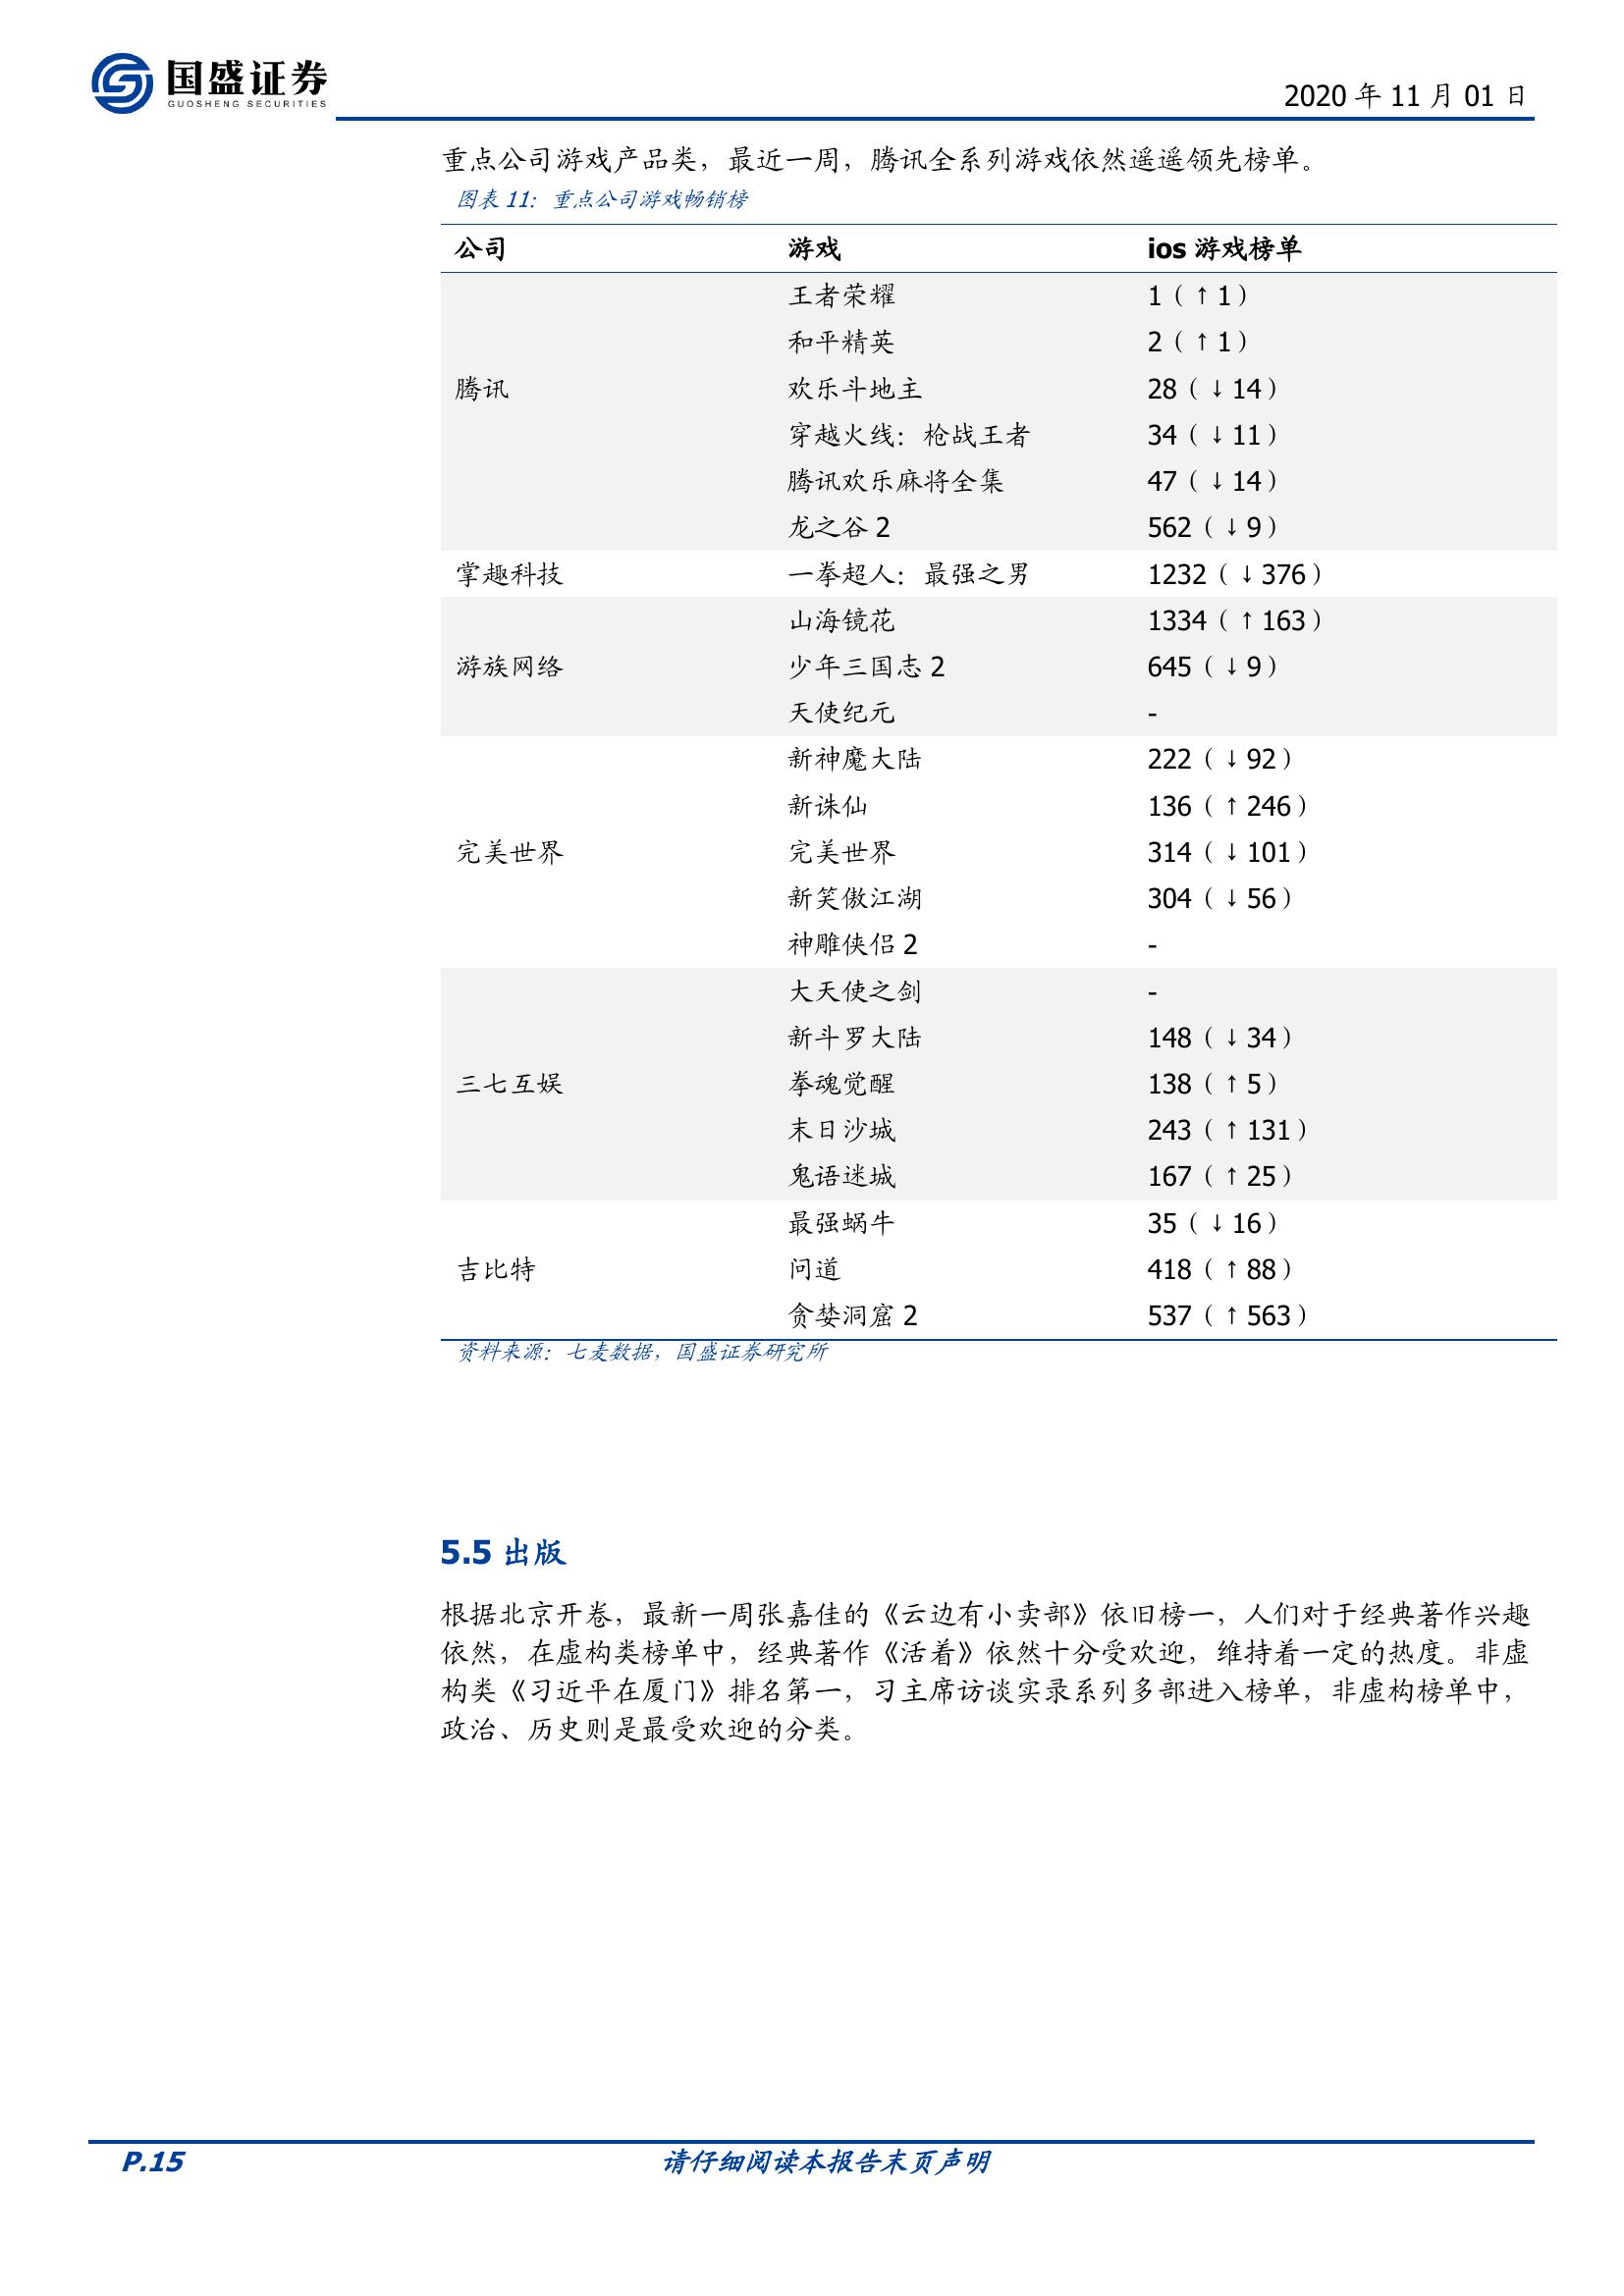 国盛证券
GUOSHENG SECURITIES
2020 年 11 月 01 日
重点公司游戏产品类，最近一周，腾讯全系列游戏依然遥遥领先榜单。
图表 11：重点公司游戏畅销榜
公司 游戏 ios 游戏榜单
王者荣耀 1（↑1）
和平精英 2（↑1）
腾讯 欢乐斗地主 28（↓14）
穿越火线：枪战王者 34（↓11）
腾讯欢乐麻将全集 47（↓14）
龙之谷 2 562（↓9）
掌趣科技 一拳超人：最强之男 1232（↓376）
山海镜花 1334（↑163）
游族网络 少年三国志 2 645（↓9）
天使纪元 -
新神魔大陆 222（↓92）
新诛仙 136（↑246）
完美世界 完美世界 314（↓101）
新笑傲江湖 304（↓56）
神雕侠侣 2 -
大天使之剑 -
新斗罗大陆 148（↓34）
三七互娱 拳魂觉醒 138（↑5）
末日沙城 243（↑131）
鬼语迷城 167（↑25）
最强蜗牛 35（↓16）
吉比特 问道 418（↑88）
贪婪洞窟 2 537（↑563）
资料来源：七麦数据，国盛证券研究所
5.5 出版
根据北京开卷，最新一周张嘉佳的《云边有小卖部》依旧榜一，人们对于经典著作兴趣
依然，在虚构类榜单中，经典著作《活着》依然十分受欢迎，维持着一定的热度。非虚
构类《习近平在厦门》排名第一，习主席访谈实录系列多部进入榜单，非虚构榜单中，
政治、历史则是最受欢迎的分类。
P.15 请仔细阅读本报告末页声明